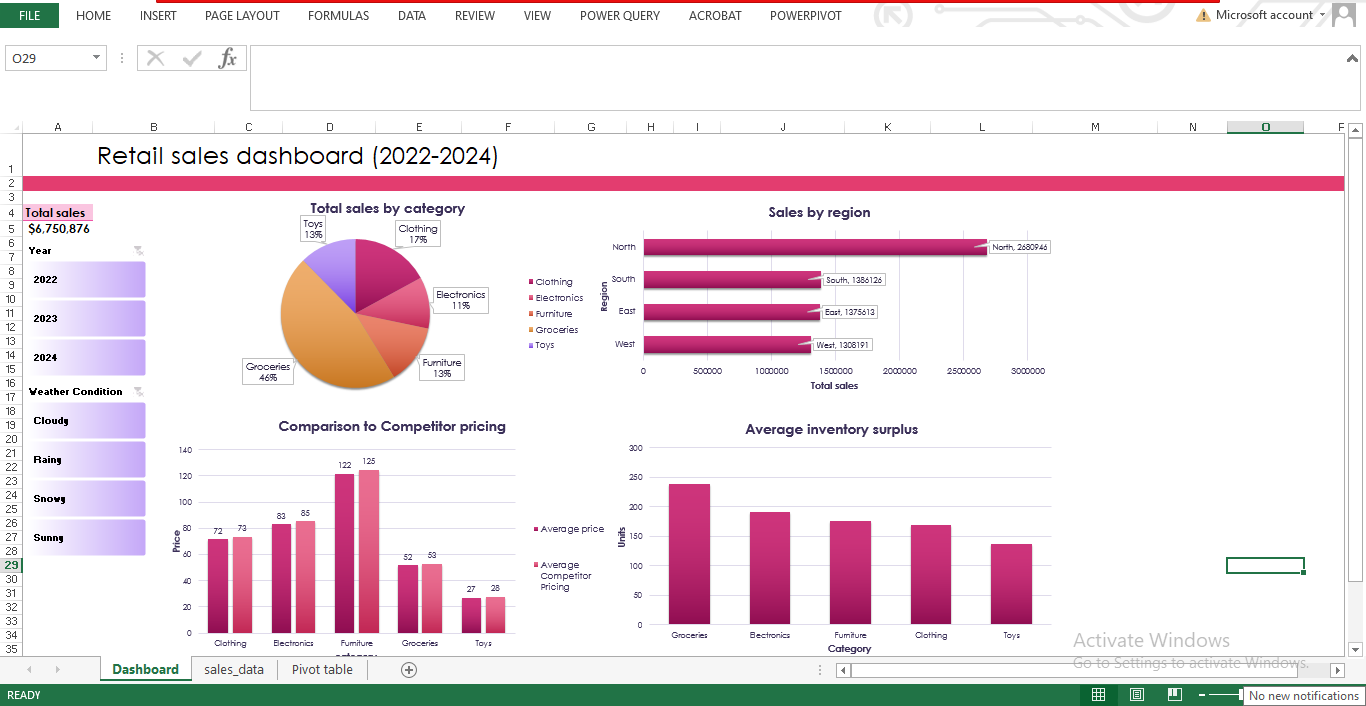 FILE HOME INSERT PAGE LAYOUT FORMULAS DATA REVIEW VIEW POWER QUERY ACROBAT POWERPIVOT Microsoft account
O29 fx
A B C D E F G H I J K L M N O
1 Retail sales dashboard (2022-2024)
2
3
4 Total sales
5 $6,750,876
6
7
8
9
10
11
12
13
14
15
16
17
18
19
20
21
22
23
24
25
26
27
28
29
30
31
32
33
34
35
Year
2022
2023
2024
Weather Condition
Cloudy
Rainy
Snowy
Sunny
Total sales by category
Toys
13%
Clothing
17%
Electronics
11%
Furniture
13%
Groceries
46%
Clothing
Electronics
Furniture
Groceries
Toys
Sales by region
Region
North North, 2680946
South South, 1386126
East East, 1375613
West West, 1308191
0 500000 1000000 1500000 2000000 2500000 3000000
Total sales
Comparison to Competitor pricing
Price
140
120
100
80
60
40
20
0
72 73 83 85 122 125 52 53 27 28
Clothing Electronics Furniture Groceries Toys
category
Average price
Average
Competitor
Pricing
Average inventory surplus
Units
300
250
200
150
100
50
0
Groceries Electronics Furniture Clothing Toys
Category
Activate Windows
Go to Settings to activate Windows.
Dashboard sales_data Pivot table
READY
No new notifications